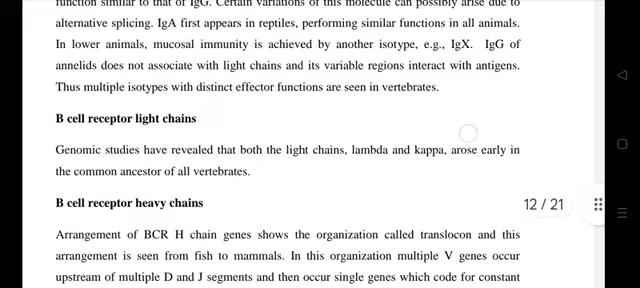 function similar to that of IgG. Certain variations of this molecule can possibly arise due to
alternative splicing. IgA first appears in reptiles, performing similar functions in all animals.
In lower animals, mucosal immunity is achieved by another isotype, e.g., IgX. IgG of
annelids does not associate with light chains and its variable regions interact with antigens.
Thus multiple isotypes with distinct effector functions are seen in vertebrates.
B cell receptor light chains
Genomic studies have revealed that both the light chains, lambda and kappa, arose early in
the common ancestor of all vertebrates.
B cell receptor heavy chains
12 / 21
Arrangement of BCR H chain genes shows the organization called translocon and this
arrangement is seen from fish to mammals. In this organization multiple V genes occur
upstream of multiple D and J segments and then occur single genes which code for constant